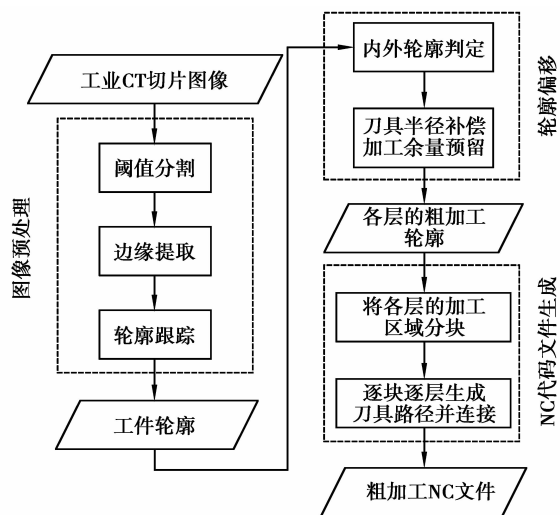 工业CT切片图像
阈值分割
边缘提取
轮廓跟踪
图像预处理
工件轮廓
内外轮廓判定
刀具半径补偿
加工余量预留
轮廓偏移
各层的粗加工
轮廓
将各层的加工
区域分块
逐块逐层生成
刀具路径并连接
NC代码文件生成
粗加工NC文件